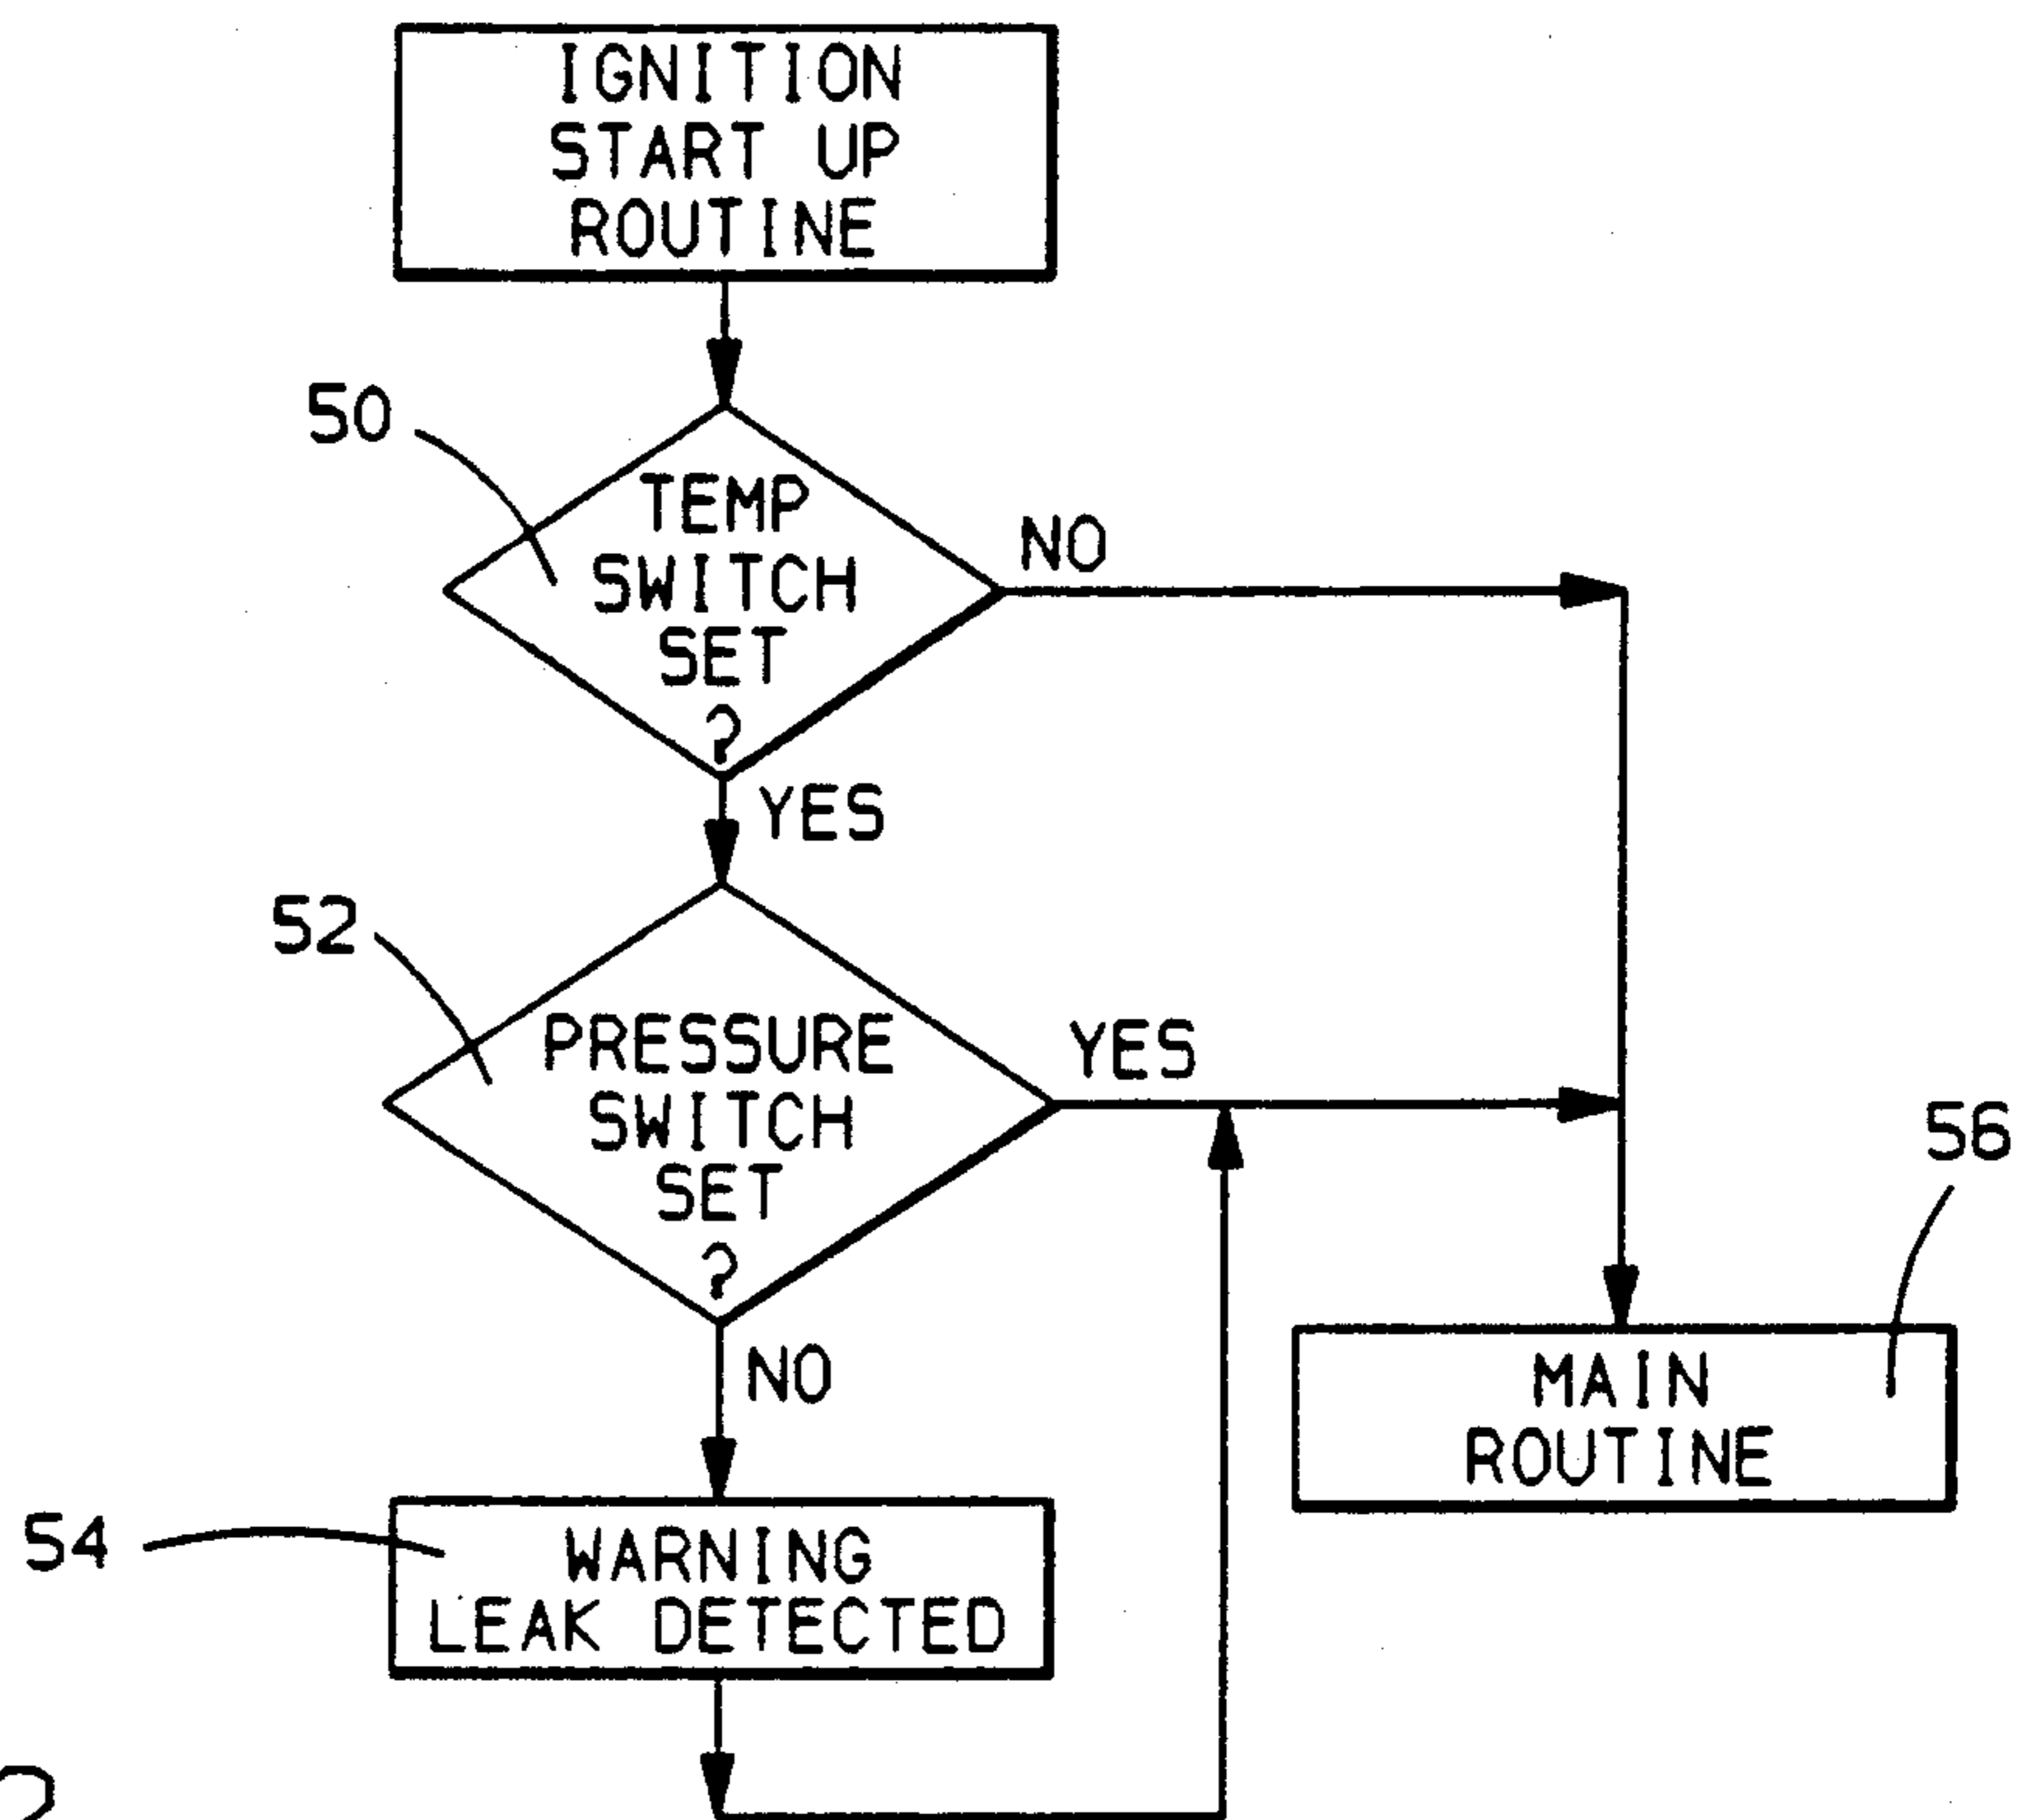 IGNITION
START UP
ROUTINE
50
TEMP
SWITCH
SET
?
NO
YES
52
PRESSURE
SWITCH
SET
?
YES
56
NO
MAIN
ROUTINE
54
WARNING
LEAK DETECTED
2